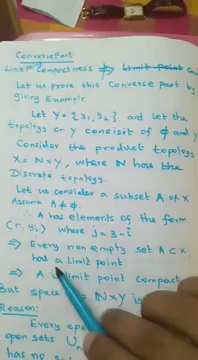 Converse Part
Limit Point Compactness ⇏ Limit point
Let us prove this Converse Part by
giving Example
Let Y = {y₁, y₂} and let the
topology on Y consisit of ϕ and Y
Consider the product topology
X = N×Y, where N has the
Discrete topology.
Let us consider a subset A of X
Assume A ≠ ϕ.
∴ A has elements of the form
(n, yᵢ) where j = 3-i
⇒ Every non empty set A ⊂ X
has a Limit point
⇒ A Limit point Compact
But space N×Y
Reason:
Every
open sets U
has no